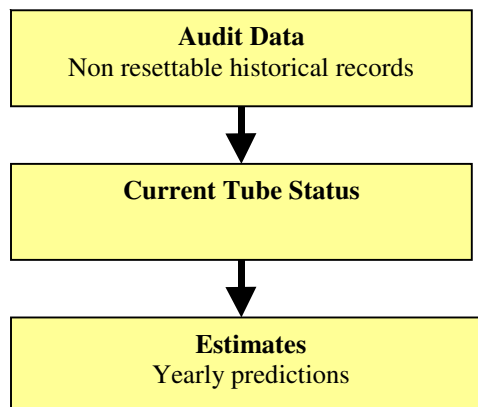 Audit Data
Non resettable historical records
Current Tube Status
Estimates
Yearly predictions